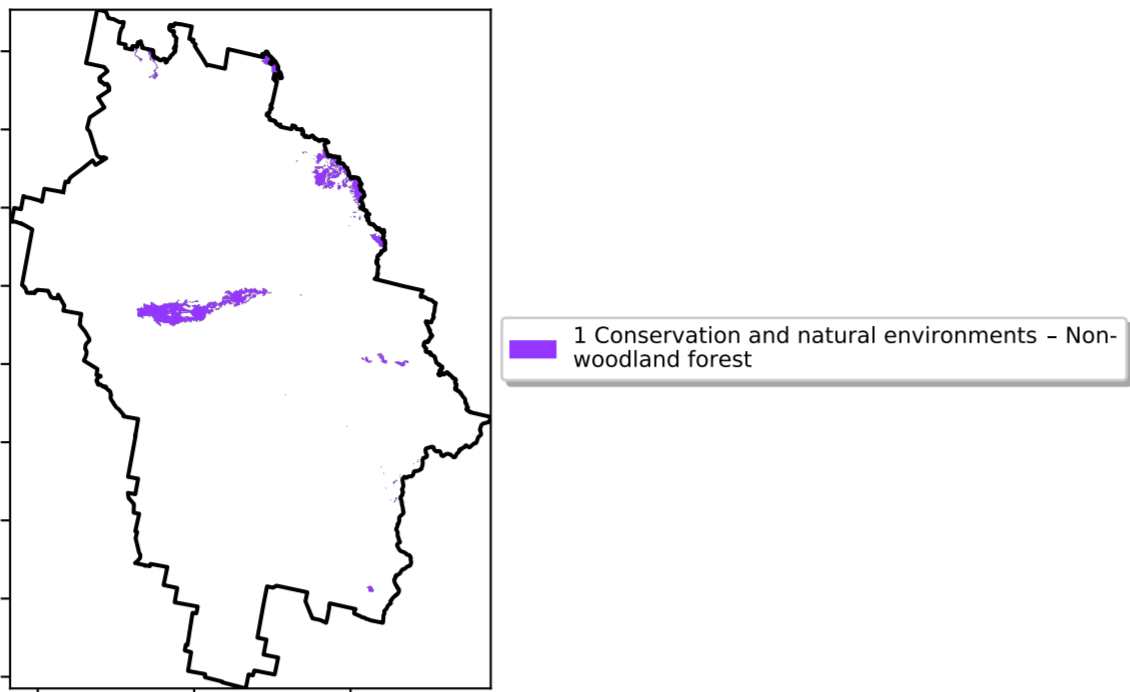 1 Conservation and natural environments – Non-
woodland forest